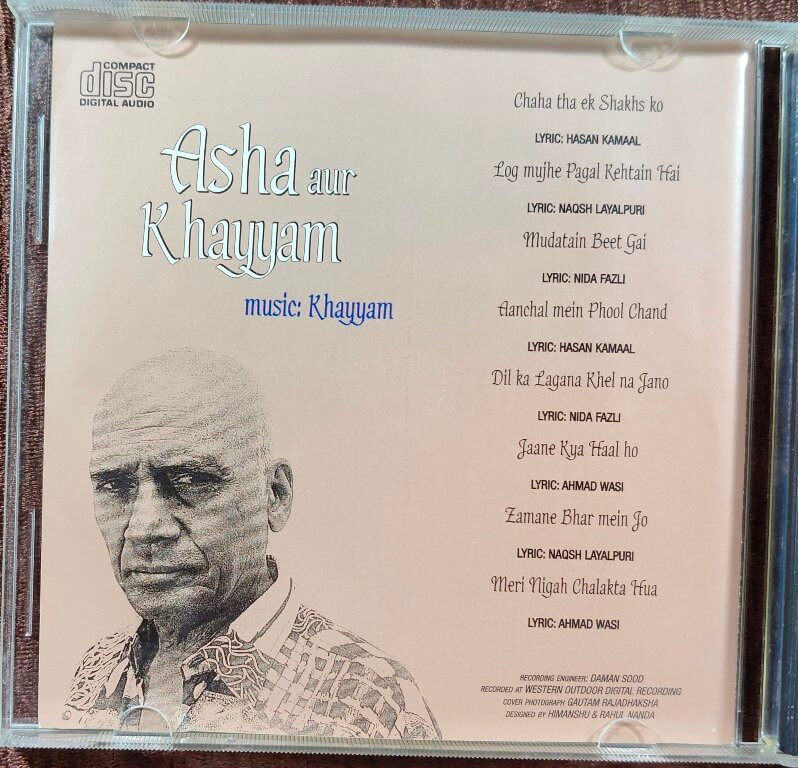 COMPACT
disc
DIGITAL AUDIO
Asha aur
Khayyam
music: Khayyam
Chaha tha ek Shakhs ko
LYRIC: HASAN KAMAAL
Log mujhe Pagal Kehtain Hai
LYRIC: NAQSH LAYALPURI
Mudatain Beet Gai
LYRIC: NIDA FAZLI
Aanchal mein Phool Chand
LYRIC: HASAN KAMAAL
Dil ka Lagana Khel na Jano
LYRIC: NIDA FAZLI
Jaane Kya Haal ho
LYRIC: AHMAD WASI
Zamane Bhar mein Jo
LYRIC: NAQSH LAYALPURI
Meri Nigah Chalakta Hua
LYRIC: AHMAD WASI
RECORDING ENGINEER: DAMAN SOOD
RECORDED AT WESTERN OUTDOOR DIGITAL RECORDING
COVER PHOTOGRAPH GAUTAM RAJADHAKSHA
DESIGNED BY HIMANSHU & RAHUL NANDA